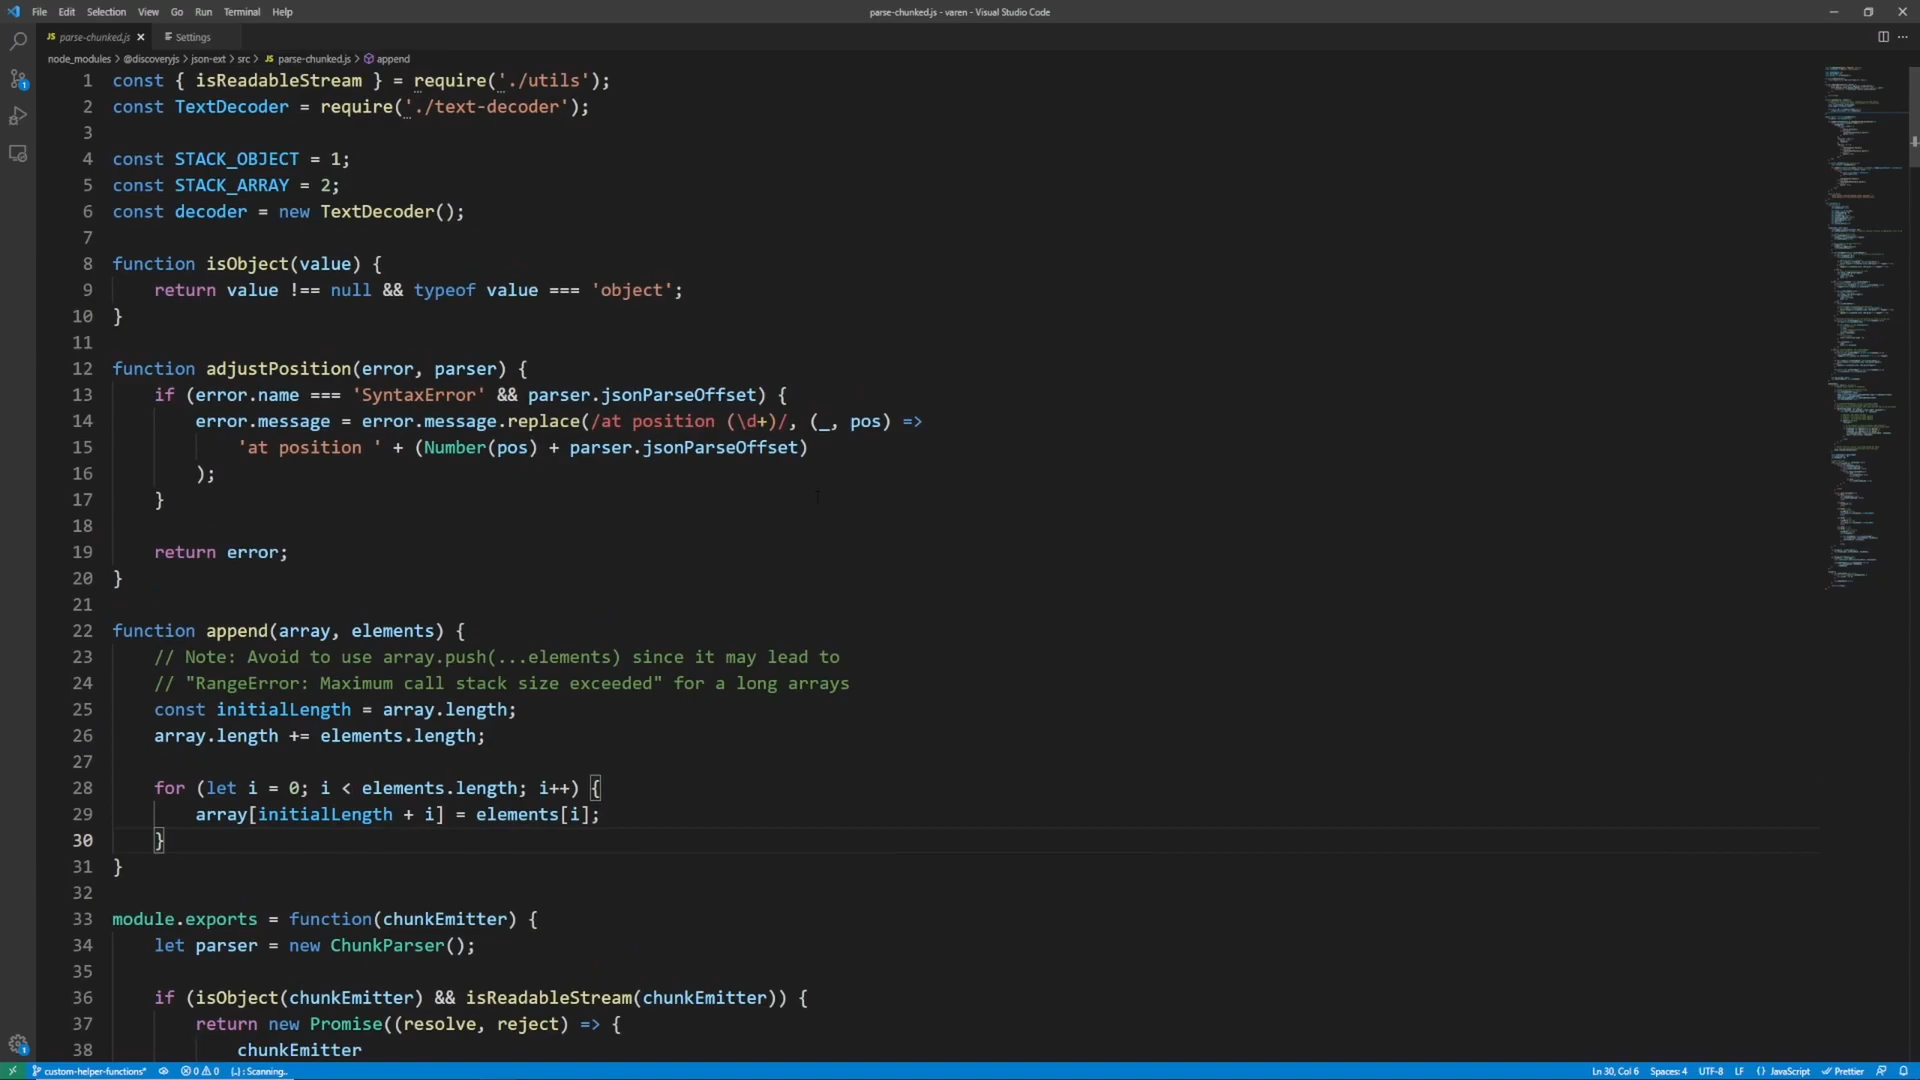 File Edit Selection View Go Run Terminal Help
parse-chunked.js - varen - Visual Studio Code
JS parse-chunked.js Settings
node_modules > @discoveryjs > json-ext > src > JS parse-chunked.js > append
1 const { isReadableStream } = require('./utils');
2 const TextDecoder = require('./text-decoder');
3
4 const STACK_OBJECT = 1;
5 const STACK_ARRAY = 2;
6 const decoder = new TextDecoder();
7
8 function isObject(value) {
9 return value !== null && typeof value === 'object';
10 }
11
12 function adjustPosition(error, parser) {
13 if (error.name === 'SyntaxError' && parser.jsonParseOffset) {
14 error.message = error.message.replace(/at position (\d+)/, (_, pos) =>
15 'at position ' + (Number(pos) + parser.jsonParseOffset)
16 );
17 }
18
19 return error;
20 }
21
22 function append(array, elements) {
23 // Note: Avoid to use array.push(...elements) since it may lead to
24 // "RangeError: Maximum call stack size exceeded" for a long arrays
25 const initialLength = array.length;
26 array.length += elements.length;
27
28 for (let i = 0; i < elements.length; i++) {
29 array[initialLength + i] = elements[i];
30 }
31 }
32
33 module.exports = function(chunkEmitter) {
34 let parser = new ChunkParser();
35
36 if (isObject(chunkEmitter) && isReadableStream(chunkEmitter)) {
37 return new Promise((resolve, reject) => {
38 chunkEmitter
custom-helper-functions* 0 0 {..} : Scanning.. Ln 30, Col 6 Spaces: 4 UTF-8 LF {} JavaScript Prettier